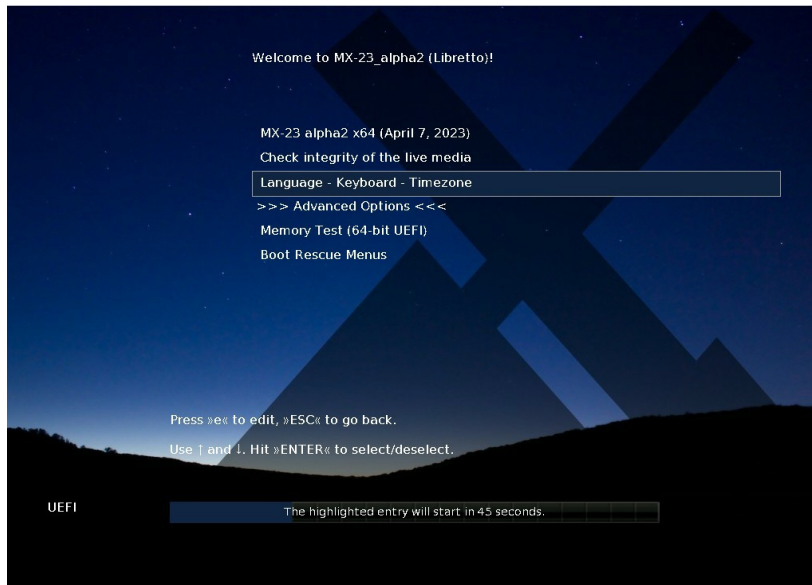 Welcome to MX-23_alpha2 (Libretto)!
MX-23 alpha2 x64 (April 7, 2023)
Check integrity of the live media
Language - Keyboard - Timezone
>>> Advanced Options <<<
Memory Test (64-bit UEFI)
Boot Rescue Menus
Press »e« to edit, »ESC« to go back.
Use ↑ and ↓. Hit »ENTER« to select/deselect.
UEFI
The highlighted entry will start in 45 seconds.